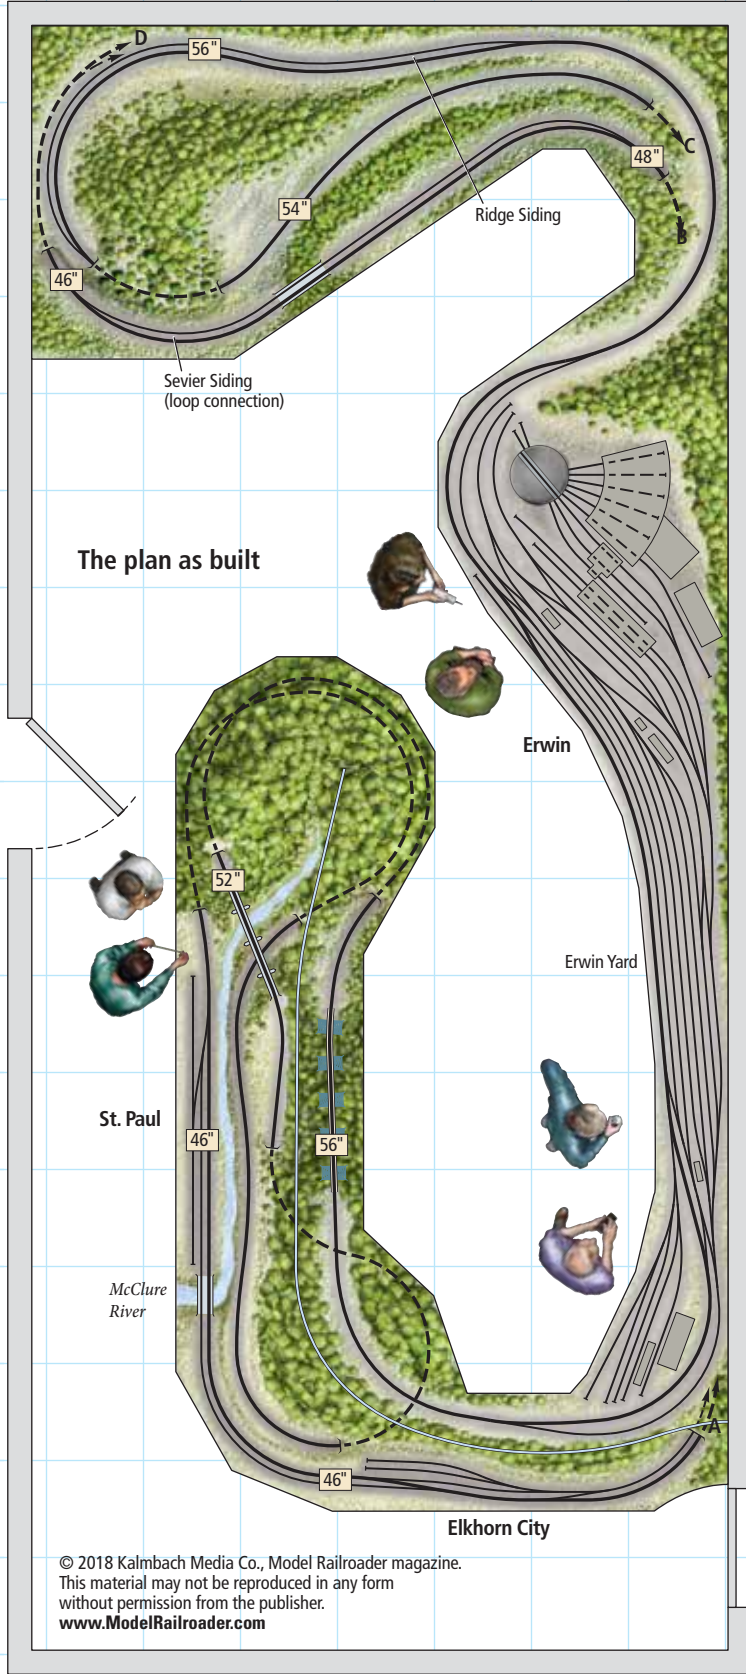 D
56"
C
48"
54"
Ridge Siding
B
46"
Sevier Siding
(loop connection)
The plan as built
Erwin
52"
Erwin Yard
St. Paul
46"
56"
McClure
River
A
46"
Elkhorn City
© 2018 Kalmbach Media Co., Model Railroader magazine.
This material may not be reproduced in any form
without permission from the publisher.
www.ModelRailroader.com